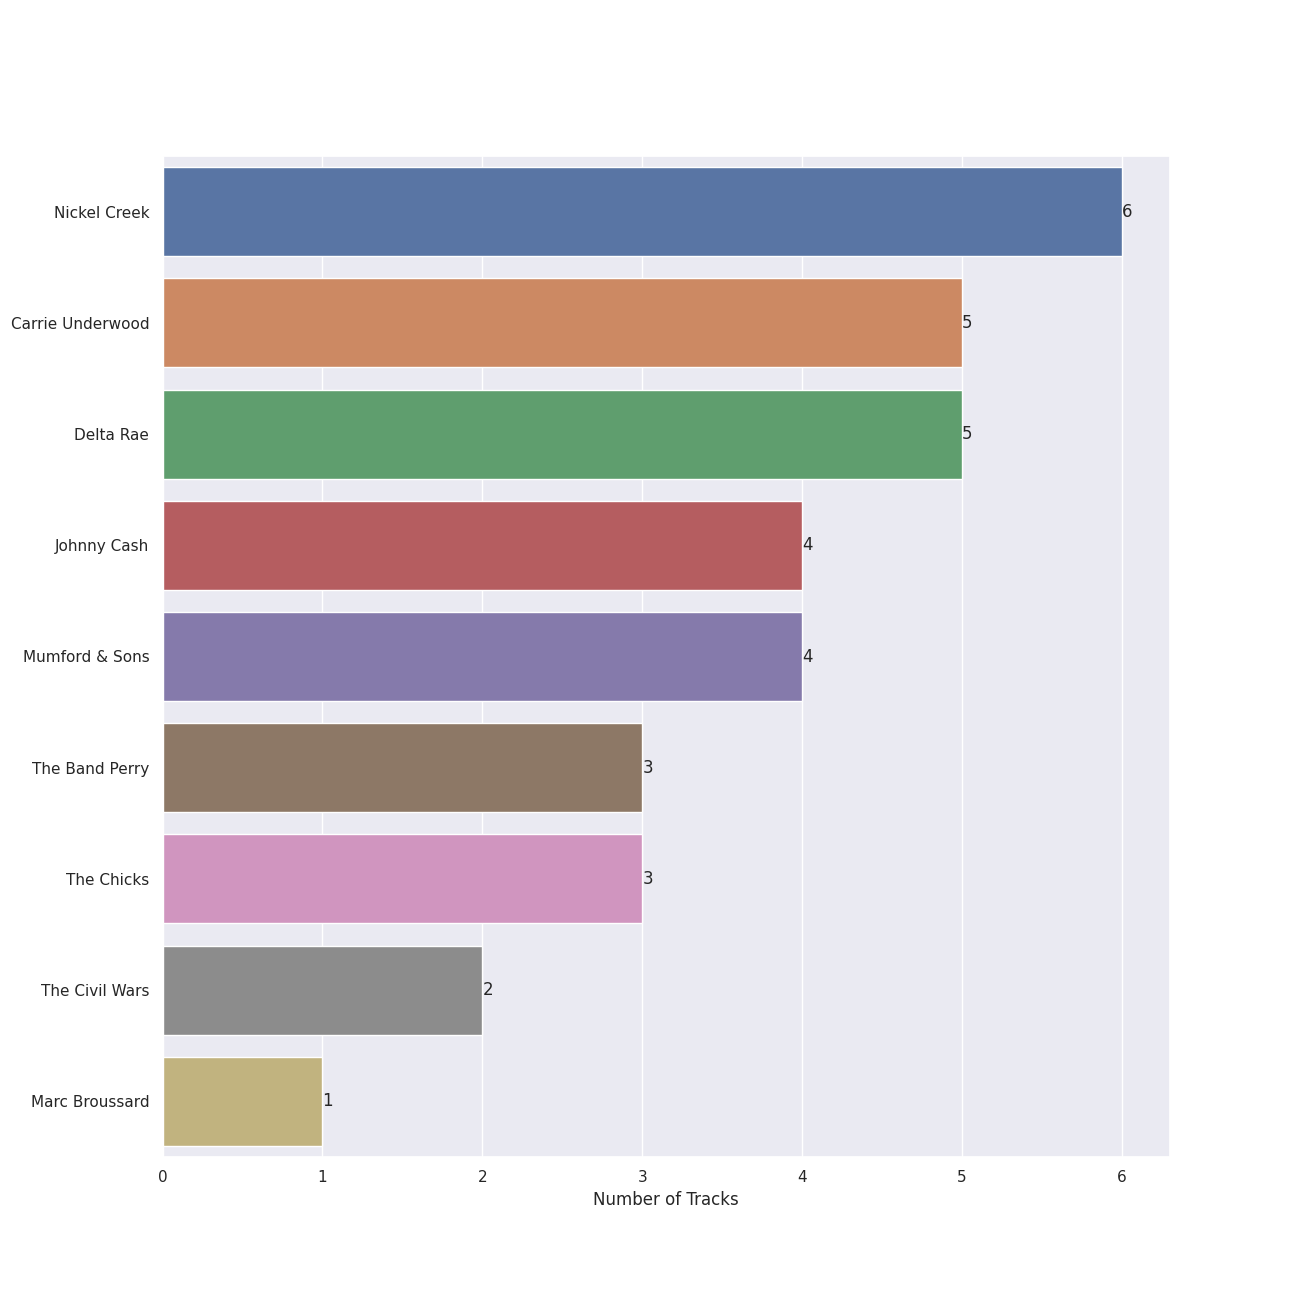 Nickel Creek 6
Carrie Underwood 5
Delta Rae 5
Johnny Cash 4
Mumford & Sons 4
The Band Perry 3
The Chicks 3
The Civil Wars 2
Marc Broussard 1
0 1 2 3 4 5 6
Number of Tracks